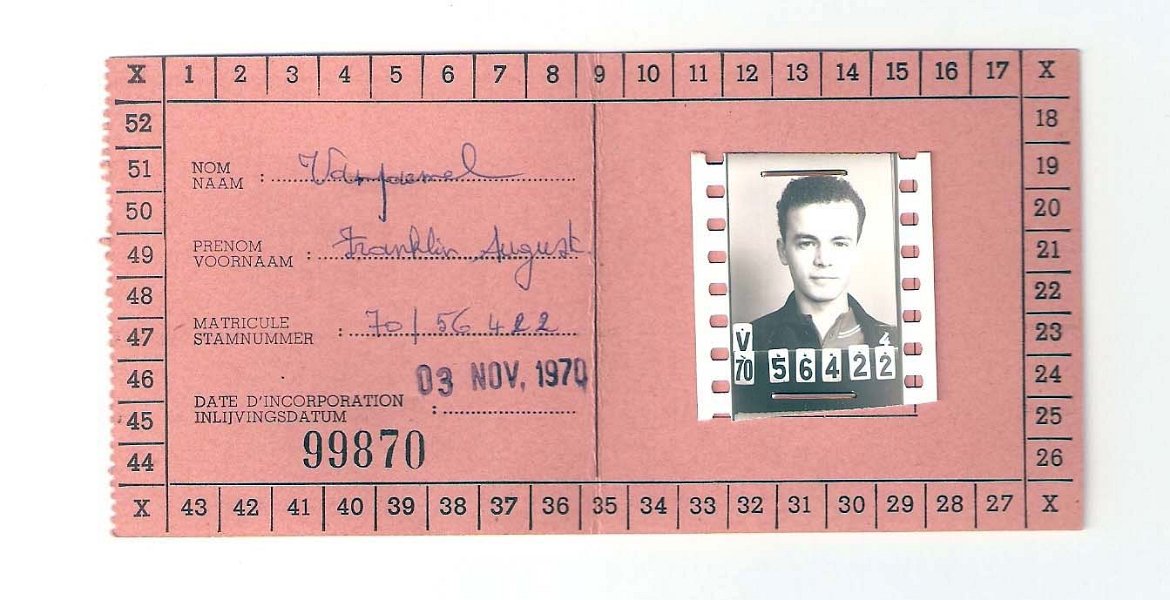 X 1 2 3 4 5 6 7 8 9 10 11 12 13 14 15 16 17 X
52
51
50
49
48
47
46
45
44
18
19
20
21
22
23
24
25
26
NOM
NAAM : Vanpaemel
PRENOM
VOORNAAM : Franklin August
MATRICULE
STAMNUMMER : 70/56 422
03 NOV. 1970
DATE D'INCORPORATION
INLIJVINGSDATUM :
99870
V 4
70 56422
X 43 42 41 40 39 38 37 36 35 34 33 32 31 30 29 28 27 X